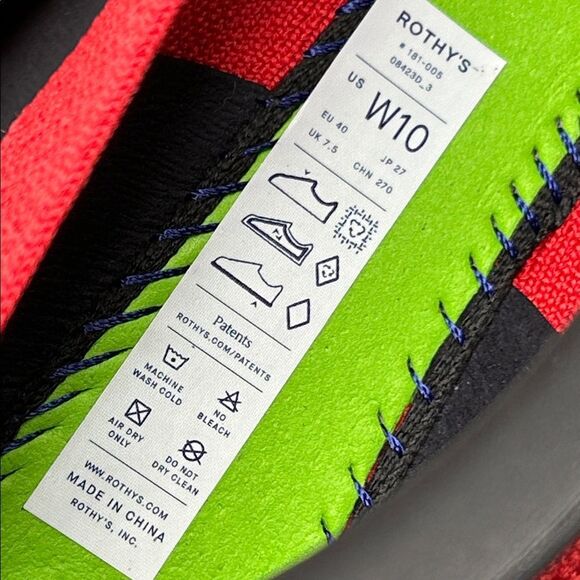 ROTHY'S
# 181-005
08423D_3
US W10
EU 40 JP 27
UK 7.5 CHN 270
Patents
ROTHYS.COM/PATENTS
MACHINE
WASH COLD
NO
BLEACH
AIR DRY
ONLY
DO NOT
DRY CLEAN
WWW.ROTHYS.COM
MADE IN CHINA
ROTHY'S, INC.